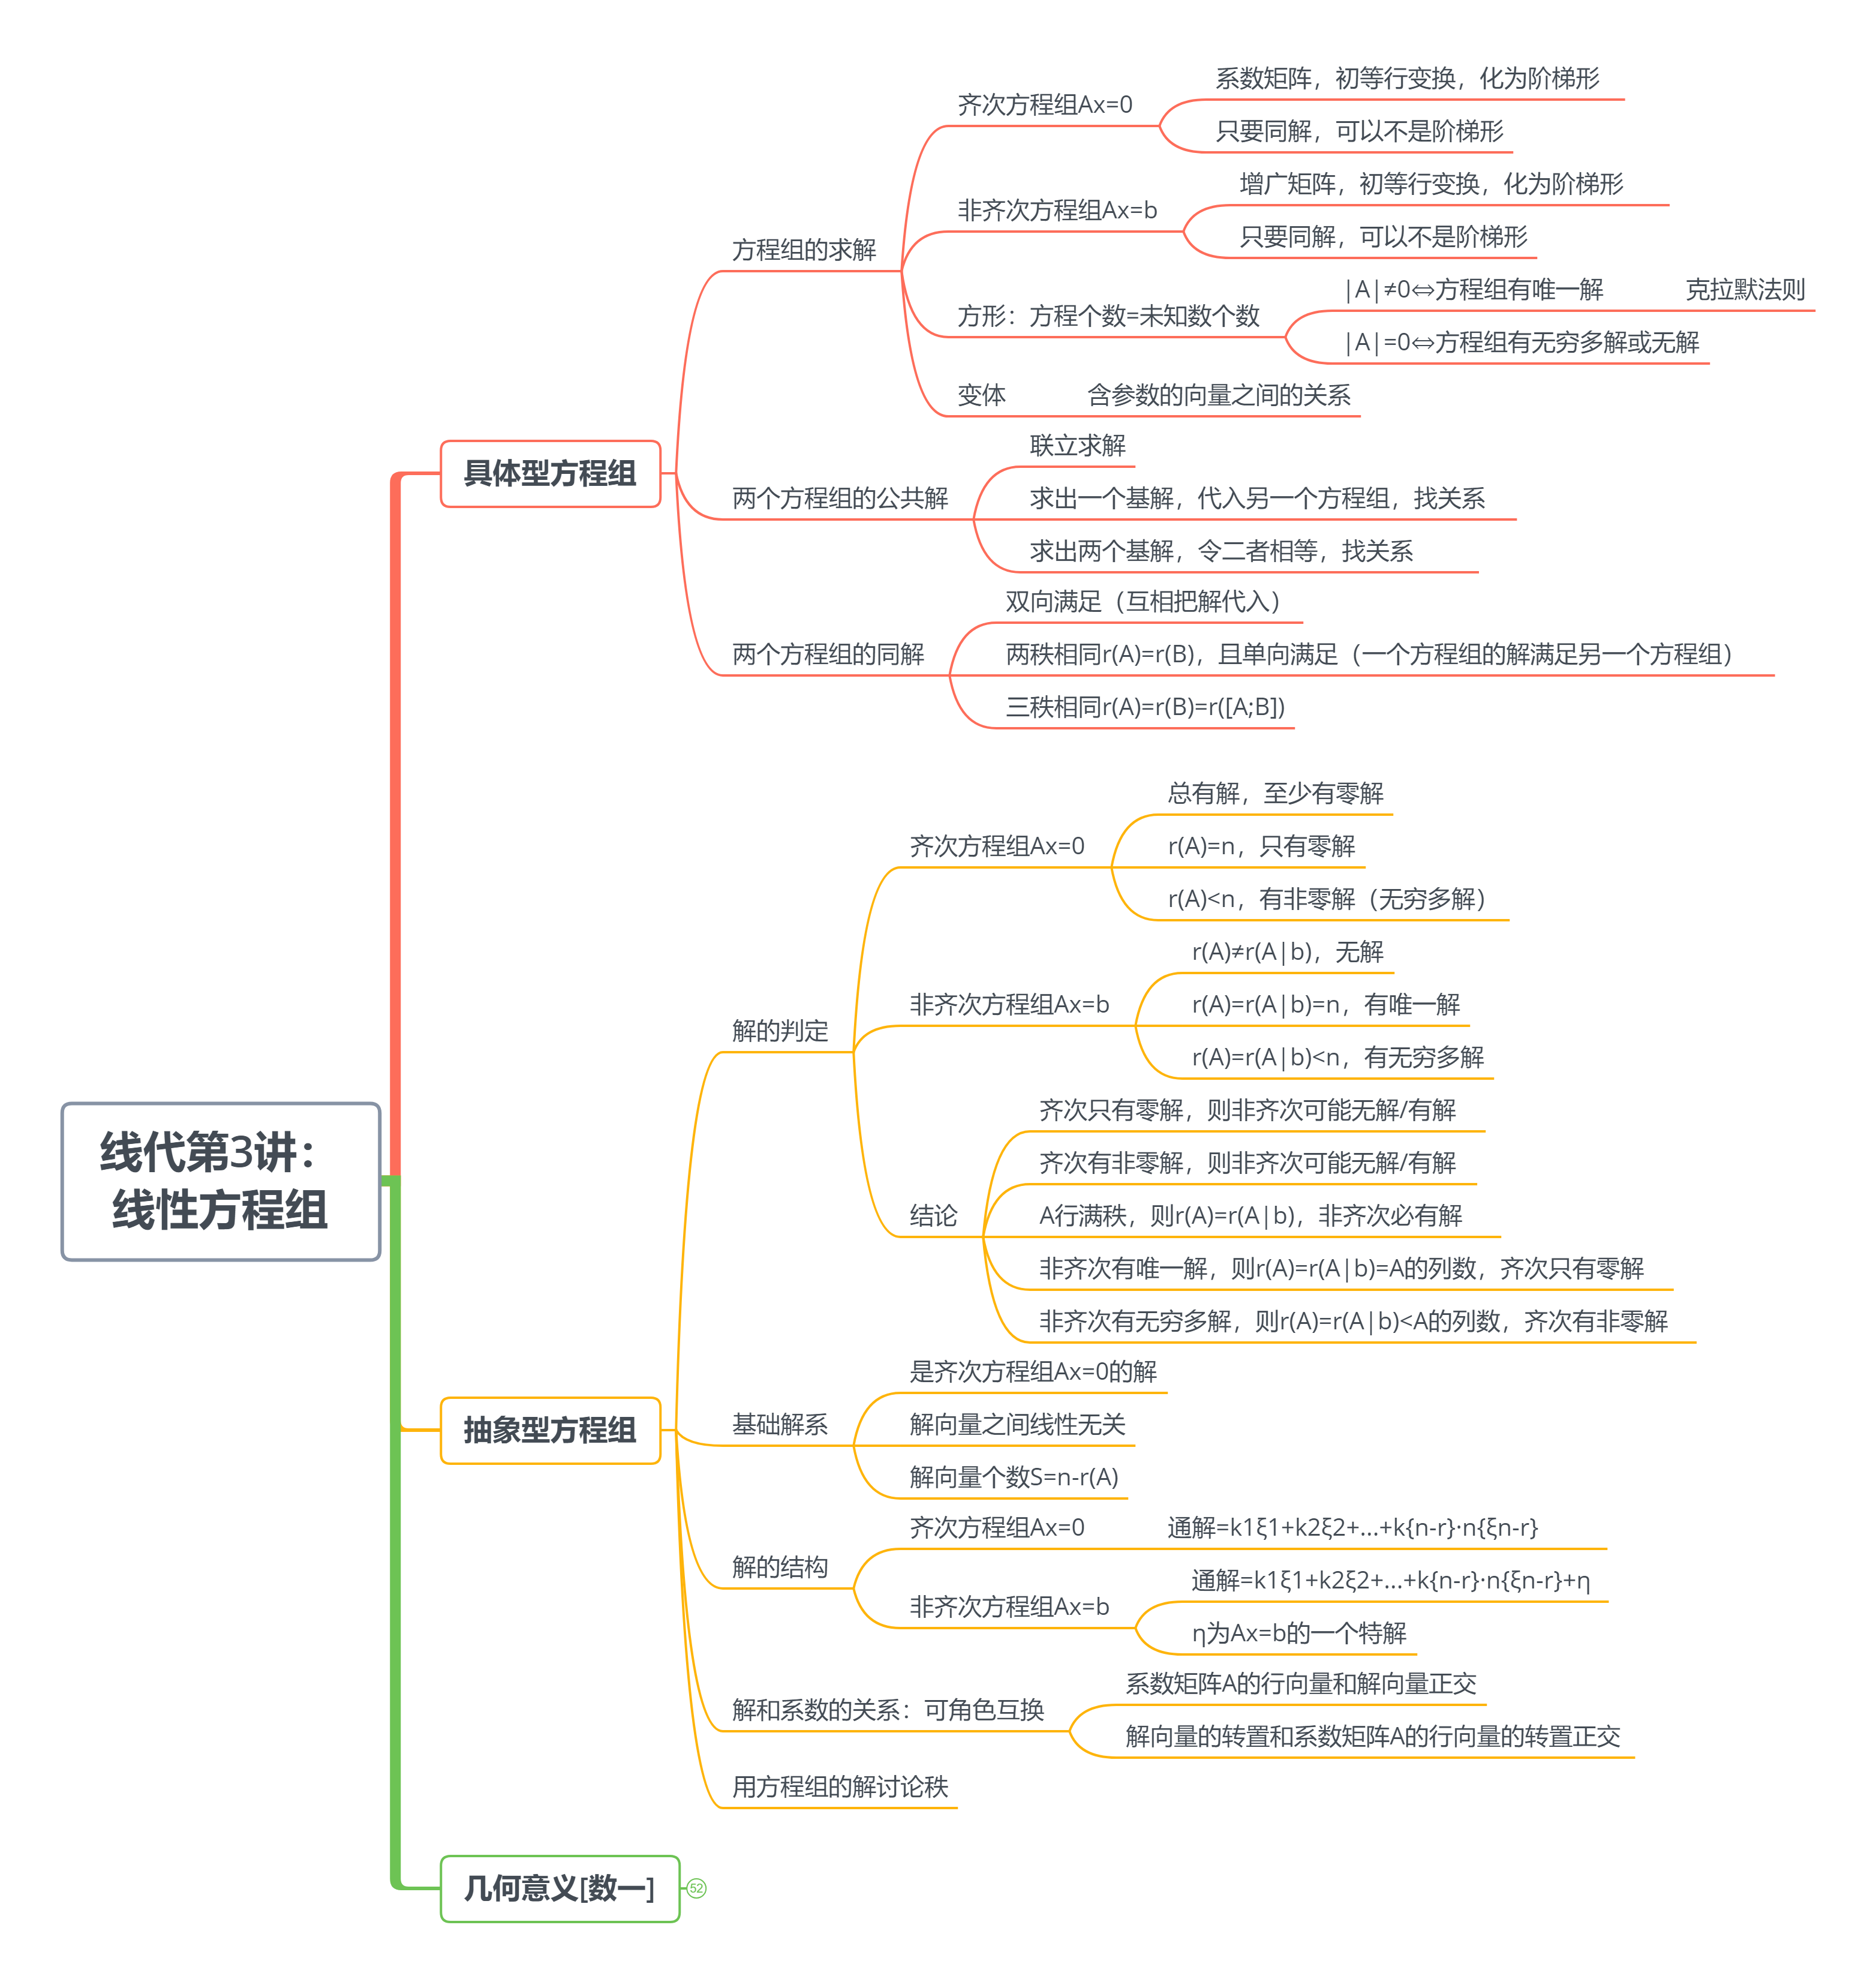 线代第3讲：
线性方程组
具体型方程组
方程组的求解
齐次方程组Ax=0
系数矩阵，初等行变换，化为阶梯形
只要同解，可以不是阶梯形
非齐次方程组Ax=b
增广矩阵，初等行变换，化为阶梯形
只要同解，可以不是阶梯形
方形：方程个数=未知数个数
|A|≠0⇔方程组有唯一解
克拉默法则
|A|=0⇔方程组有无穷多解或无解
变体
含参数的向量之间的关系
两个方程组的公共解
联立求解
求出一个基解，代入另一个方程组，找关系
求出两个基解，令二者相等，找关系
两个方程组的同解
双向满足（互相把解代入）
两秩相同r(A)=r(B)，且单向满足（一个方程组的解满足另一个方程组）
三秩相同r(A)=r(B)=r([A;B])
抽象型方程组
解的判定
齐次方程组Ax=0
总有解，至少有零解
r(A)=n，只有零解
r(A)<n，有非零解（无穷多解）
非齐次方程组Ax=b
r(A)≠r(A|b)，无解
r(A)=r(A|b)=n，有唯一解
r(A)=r(A|b)<n，有无穷多解
结论
齐次只有零解，则非齐次可能无解/有解
齐次有非零解，则非齐次可能无解/有解
A行满秩，则r(A)=r(A|b)，非齐次必有解
非齐次有唯一解，则r(A)=r(A|b)=A的列数，齐次只有零解
非齐次有无穷多解，则r(A)=r(A|b)<A的列数，齐次有非零解
基础解系
是齐次方程组Ax=0的解
解向量之间线性无关
解向量个数S=n-r(A)
解的结构
齐次方程组Ax=0
通解=k1ξ1+k2ξ2+...+k{n-r}·n{ξn-r}
非齐次方程组Ax=b
通解=k1ξ1+k2ξ2+...+k{n-r}·n{ξn-r}+η
η为Ax=b的一个特解
解和系数的关系：可角色互换
系数矩阵A的行向量和解向量正交
解向量的转置和系数矩阵A的行向量的转置正交
用方程组的解讨论秩
几何意义[数一]
52